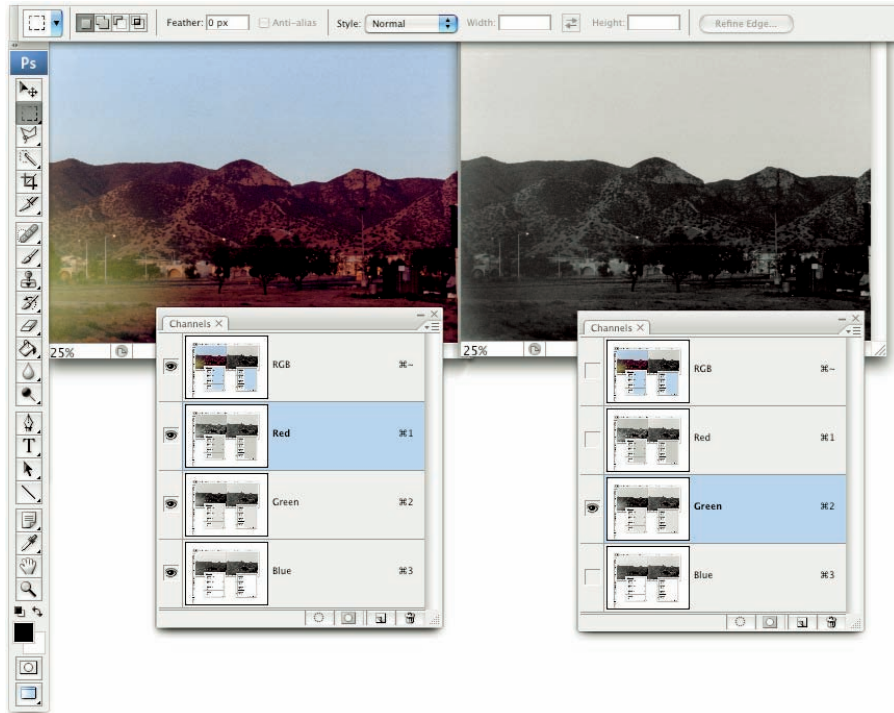 Feather: 0 px Anti-alias Style: Normal Width: Height: Refine Edge...
Ps
T
25%
25%
Channels ×
RGB ⌘~
Red ⌘1
Green ⌘2
Blue ⌘3
Channels ×
RGB ⌘~
Red ⌘1
Green ⌘2
Blue ⌘3